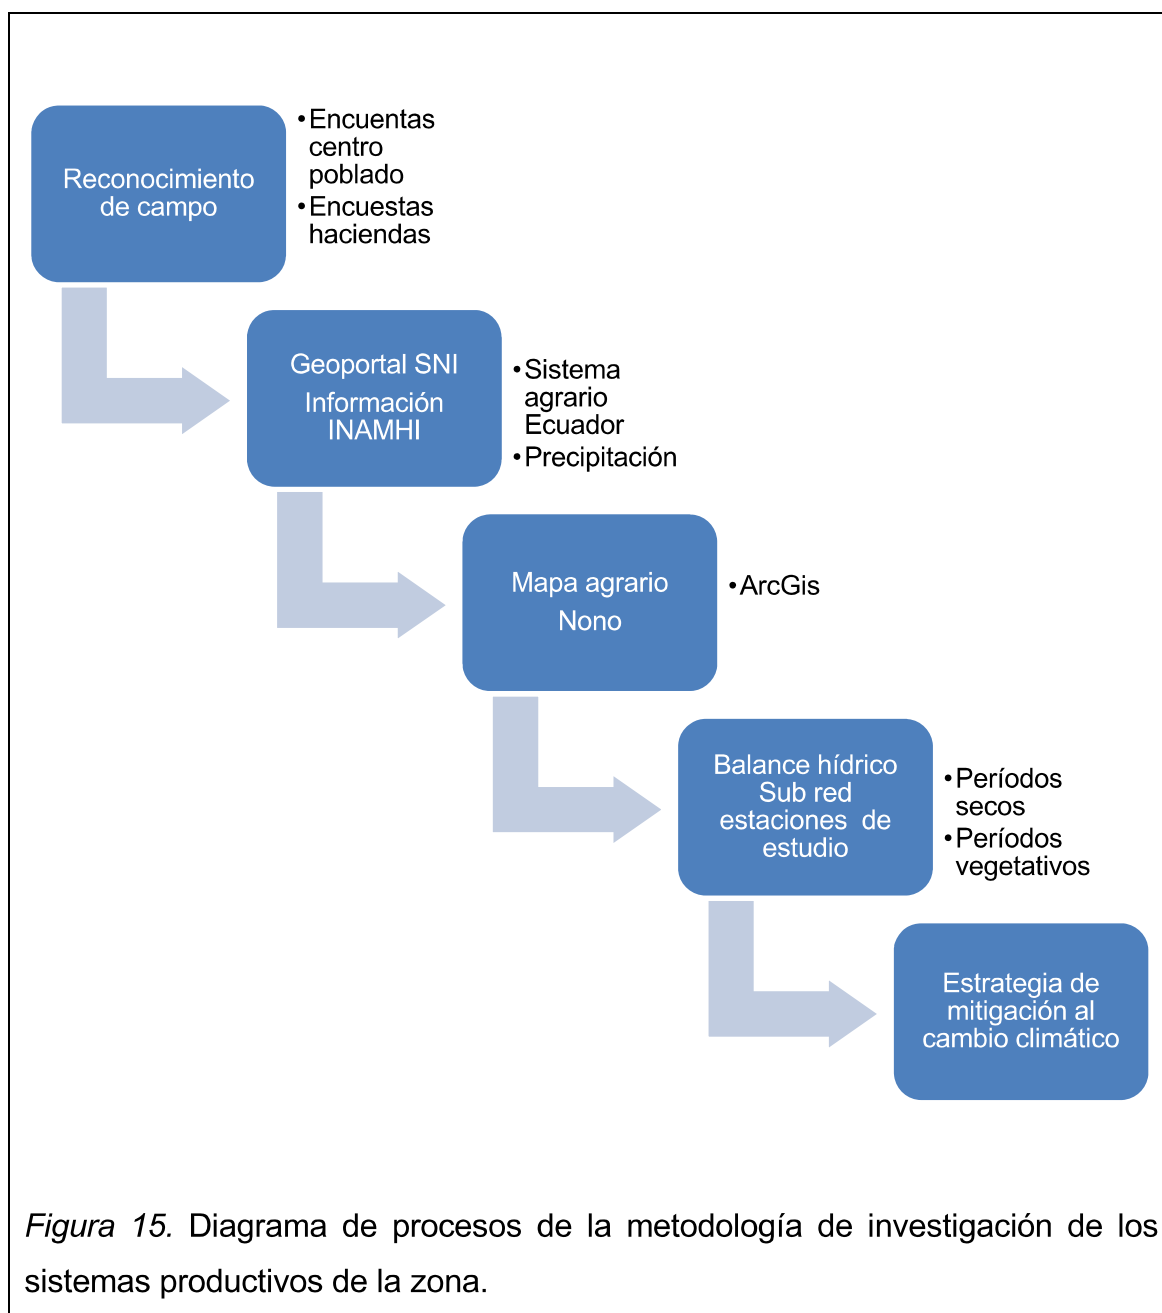 Reconocimiento
de campo
•Encuentas
centro
poblado
•Encuestas
haciendas
Geoportal SNI
Información
INAMHI
•Sistema
agrario
Ecuador
•Precipitación
Mapa agrario
Nono
•ArcGis
Balance hídrico
Sub red
estaciones de
estudio
•Períodos
secos
•Períodos
vegetativos
Estrategia de
mitigación al
cambio climático
Figura 15. Diagrama de procesos de la metodología de investigación de los
sistemas productivos de la zona.